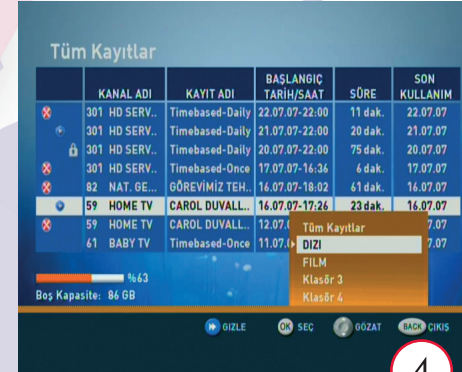 Tüm Kayıtlar
KANAL ADI KAYIT ADI BAŞLANGIÇ TARİH/SAAT SÜRE SON KULLANIM
301 HD SERV.. Timebased-Daily 22.07.07-22:00 11 dak. 22.07.07
301 HD SERV.. Timebased-Daily 21.07.07-22:00 20 dak. 21.07.07
301 HD SERV.. Timebased-Daily 20.07.07-22:00 75 dak. 20.07.07
301 HD SERV.. Timebased-Once 17.07.07-16:36 6 dak. 17.07.07
82 NAT. GE... GÖREVİMİZ TEH.. 16.07.07-18:02 61 dak. 16.07.07
59 HOME TV CAROL DUVALL.. 16.07.07-17:26 23 dak. 16.07.07
59 HOME TV CAROL DUVALL.. 12.07.0 7.07
61 BABY TV Timebased-Once 11.07.0 7.07
Tüm Kayıtlar
DIZI
FILM
Klasör 3
Klasör 4
%63
Boş Kapasite: 86 GB
GIZLE OK SEÇ GÖZAT BACK ÇIKIŞ
4